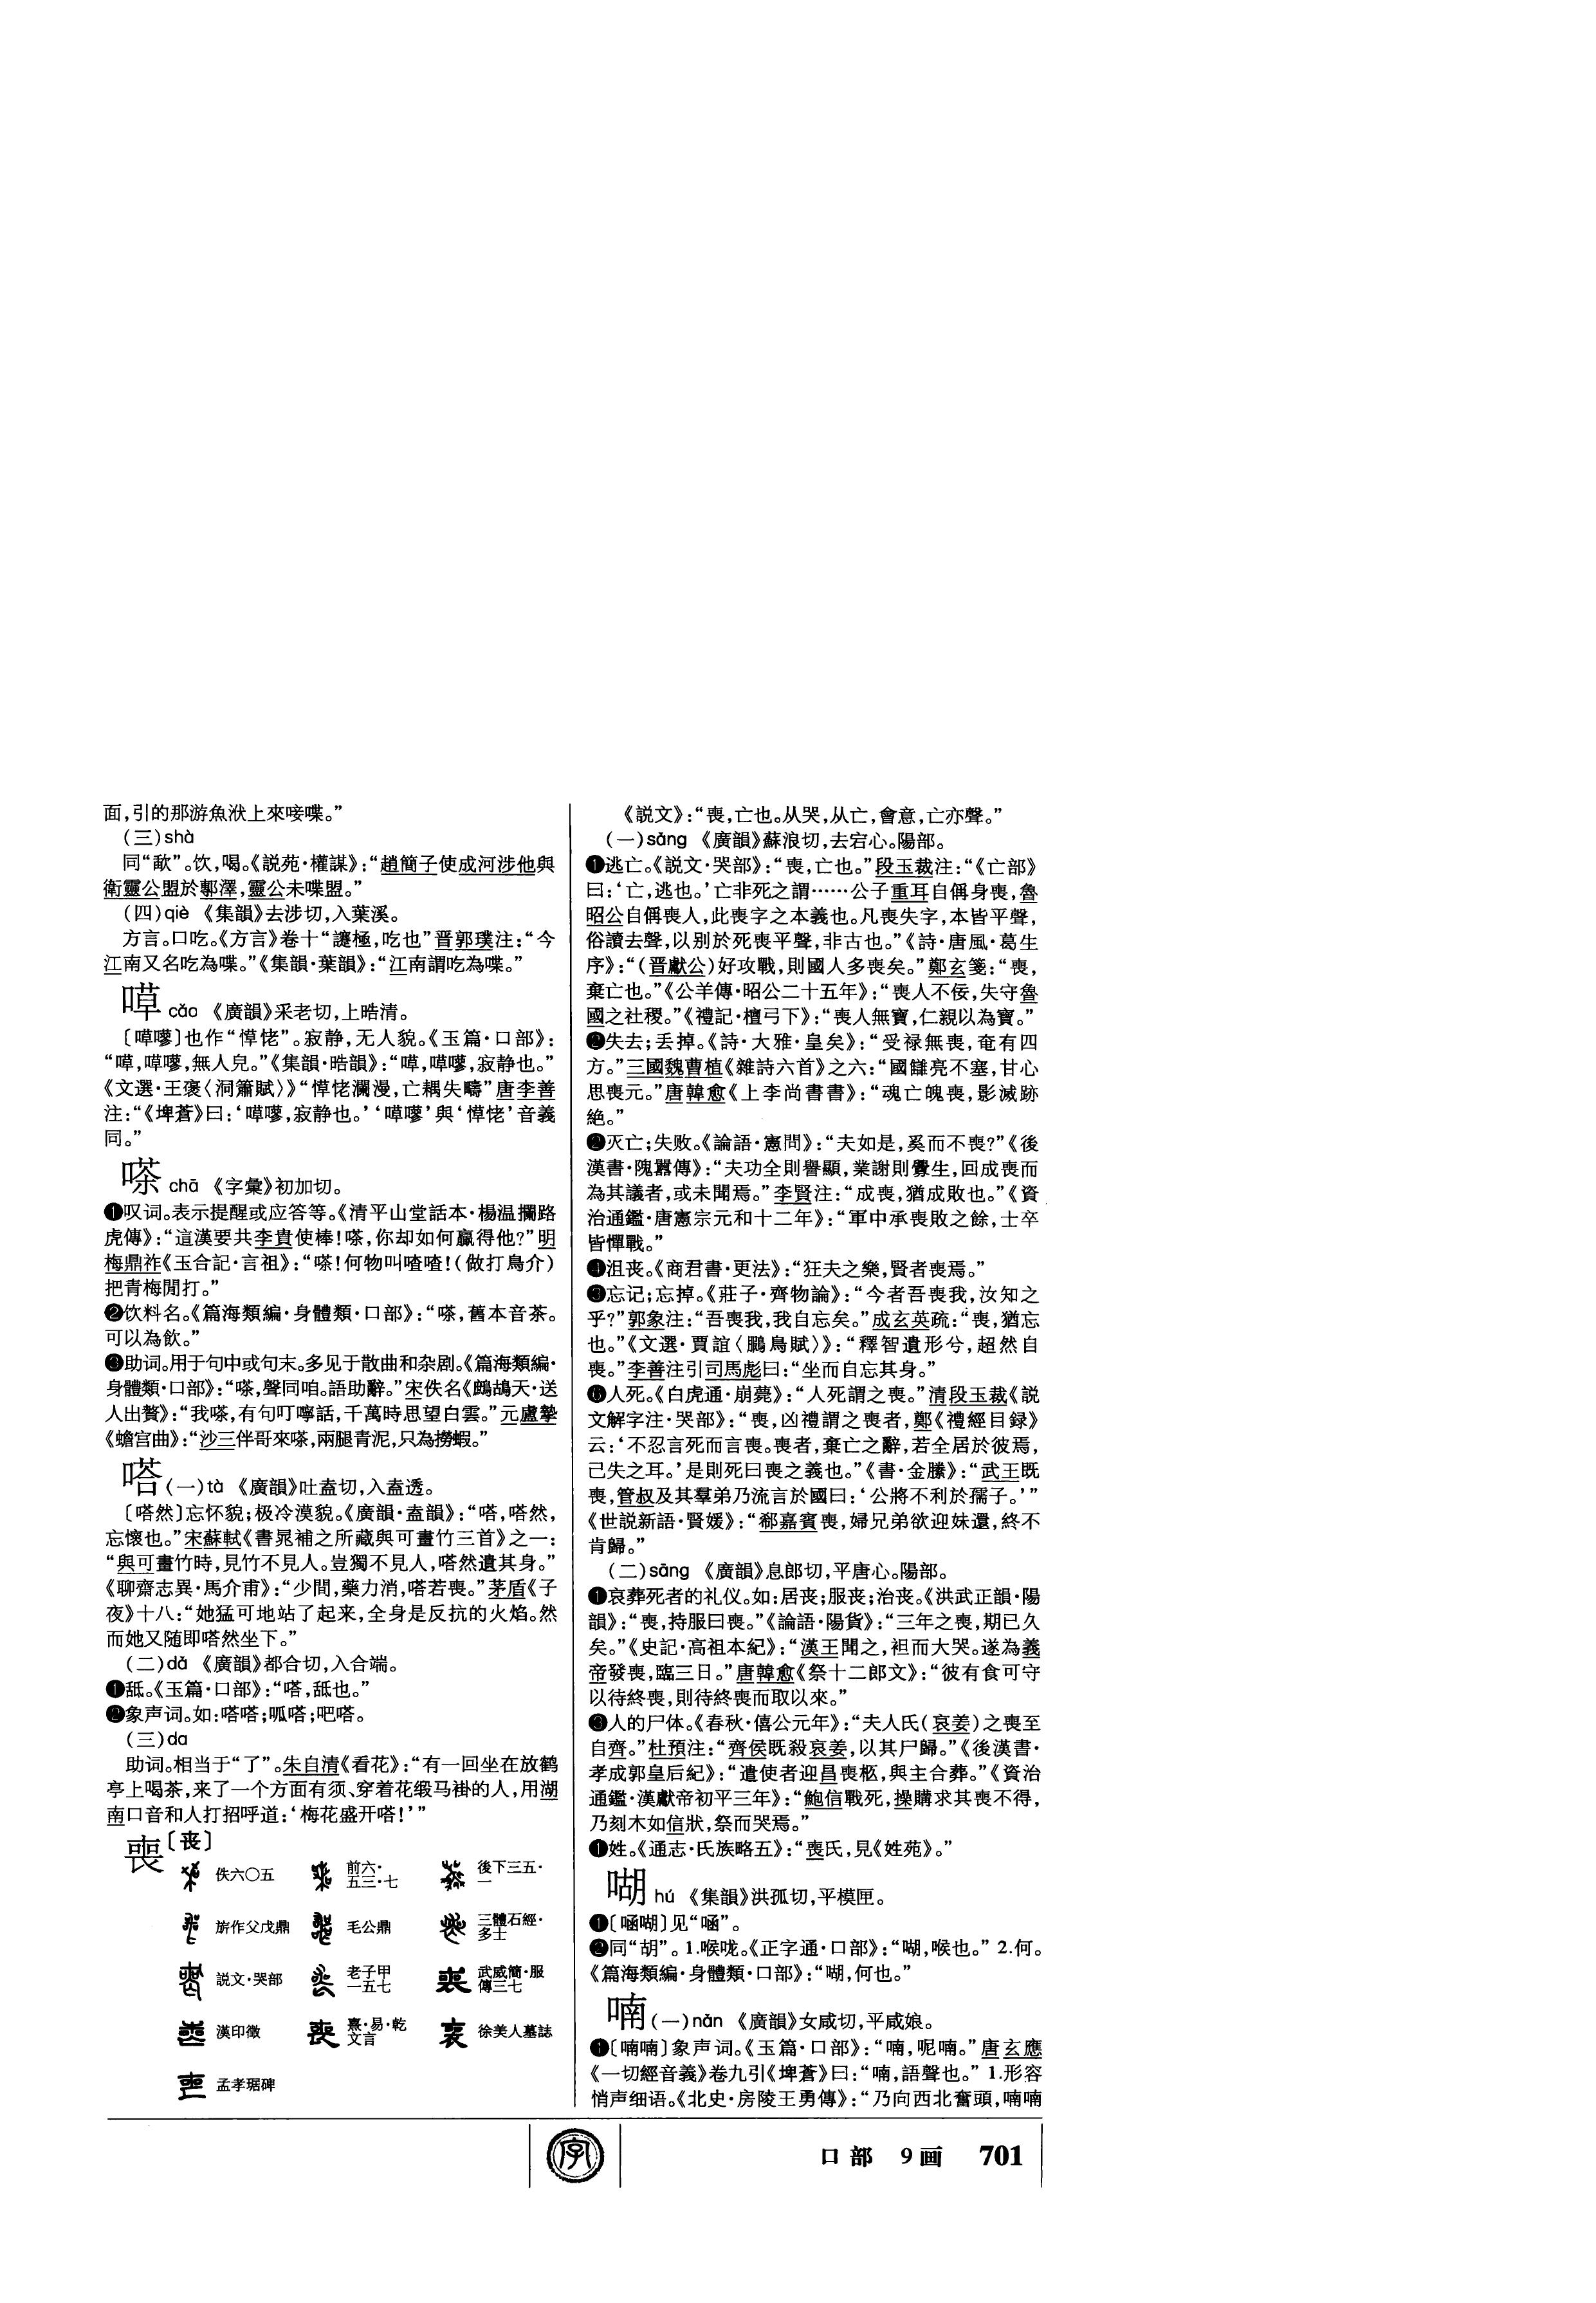 面,引的那游魚洑上來唼喋。”
(三)shà
同“歃”。饮,喝。《説苑·權謀》:“趙簡子使成河涉他與
衛靈公盟於鄟澤,靈公未喋盟。”
(四)qiè 《集韻》去涉切,入葉溪。
方言。口吃。《方言》卷十“讘極,吃也”晋郭璞注:“今
江南又名吃為喋。”《集韻·葉韻》:“江南謂吃為喋。”
嘾 cǎo 《廣韻》采老切,上晧清。
也作“愺恅”。寂静,无人貌。《玉篇·口部》:
無人皃。”《集韻·晧韻》:寂静也。”
《文選·王褒〈洞簫賦〉》“愺恅瀾漫,亡耦失疇”唐李善
注:“《埤蒼》曰:寂静也。’與‘愺恅’音義
同。”
嗏 chā 《字彙》初加切。
❶叹词。表示提醒或应答等。《清平山堂話本·楊温攔路
虎傳》:“這漢要共李貴使棒!嗏,你却如何贏得他?”明
梅鼎祚《玉合記·言祖》:“嗏!何物叫喳喳!(做打鳥介)
把青梅閒打。”
❷饮料名。《篇海類編·身體類·口部》:“嗏,舊本音茶。
可以為飲。”
❸助词。用于句中或句末。多见于散曲和杂剧。《篇海類編·
身體類·口部》:“嗏,聲同咱。語助辭。”宋佚名《鷓鴣天·送
人出贅》:“我嗏,有句叮嚀話,千萬時思望白雲。”元盧摯
《蟾宫曲》:“沙三伴哥來嗏,兩腿青泥,只為撈蝦。”
嗒(一)tà 《廣韻》吐盍切,入盍透。
〔嗒然〕忘怀貌;极冷漠貌。《廣韻·盍韻》:“嗒,嗒然,
忘懷也。”宋蘇軾《書晁補之所藏與可畫竹三首》之一:
“與可畫竹時,見竹不見人。豈獨不見人,嗒然遺其身。”
《聊齋志異·馬介甫》:“少間,藥力消,嗒若喪。”茅盾《子
夜》十八:“她猛可地站了起来,全身是反抗的火焰。然
而她又随即嗒然坐下。”
(二)dǎ 《廣韻》都合切,入合端。
❶舐。《玉篇·口部》:“嗒,舐也。”
❷象声词。如:嗒嗒;呱嗒;吧嗒。
(三)da
助词。相当于“了”。朱自清《看花》:“有一回坐在放鹤
亭上喝茶,来了一个方面有须、穿着花缎马褂的人,用湖
南口音和人打招呼道:‘梅花盛开嗒!’”
喪〔丧〕
佚六〇五 前六·五三·七 後下三五·一
旂作父戊鼎 毛公鼎 三體石經·多士
説文·哭部 老子甲一五七 武威簡·服傳三七
漢印徵 熹·易·乾文言 徐美人墓誌
孟孝琚碑
《説文》:“喪,亡也。从哭,从亡,會意,亡亦聲。”
(一)sǎng 《廣韻》蘇浪切,去宕心。陽部。
❶逃亡。《説文·哭部》:“喪,亡也。”段玉裁注:“《亡部》
曰:‘亡,逃也。’亡非死之謂……公子重耳自偁身喪,魯
昭公自偁喪人,此喪字之本義也。凡喪失字,本皆平聲,
俗讀去聲,以别於死喪平聲,非古也。”《詩·唐風·葛生
序》:“(晋獻公)好攻戰,則國人多喪矣。”鄭玄箋:“喪,
棄亡也。”《公羊傳·昭公二十五年》:“喪人不佞,失守魯
國之社稷。”《禮記·檀弓下》:“喪人無寶,仁親以為寶。”
❷失去;丢掉。《詩·大雅·皇矣》:“受禄無喪,奄有四
方。”三國魏曹植《雜詩六首》之六:“國讎亮不塞,甘心
思喪元。”唐韓愈《上李尚書書》:“魂亡魄喪,影滅跡
絶。”
❷灭亡;失败。《論語·憲問》:“夫如是,奚而不喪?”《後
漢書·隗囂傳》:“夫功全則譽顯,業謝則釁生,回成喪而
為其議者,或未聞焉。”李賢注:“成喪,猶成敗也。”《資
治通鑑·唐憲宗元和十二年》:“軍中承喪敗之餘,士卒
皆憚戰。”
❹沮丧。《商君書·更法》:“狂夫之樂,賢者喪焉。”
❸忘记;忘掉。《莊子·齊物論》:“今者吾喪我,汝知之
乎?”郭象注:“吾喪我,我自忘矣。”成玄英疏:“喪,猶忘
也。”《文選·賈誼〈鵩鳥賦〉》:“釋智遺形兮,超然自
喪。”李善注引司馬彪曰:“坐而自忘其身。”
❻人死。《白虎通·崩薨》:“人死謂之喪。”清段玉裁《説
文解字注·哭部》:“喪,凶禮謂之喪者,鄭《禮經目録》
云:‘不忍言死而言喪。喪者,棄亡之辭,若全居於彼焉,
己失之耳。’是則死曰喪之義也。”《書·金縢》:“武王既
喪,管叔及其羣弟乃流言於國曰:‘公將不利於孺子。’”
《世説新語·賢媛》:“郗嘉賓喪,婦兄弟欲迎妹還,終不
肯歸。”
(二)sāng 《廣韻》息郎切,平唐心。陽部。
❶哀葬死者的礼仪。如:居丧;服丧;治丧。《洪武正韻·陽
韻》:“喪,持服曰喪。”《論語·陽貨》:“三年之喪,期已久
矣。”《史記·高祖本紀》:“漢王聞之,袒而大哭。遂為義
帝發喪,臨三日。”唐韓愈《祭十二郎文》:“彼有食可守
以待終喪,則待終喪而取以來。”
❸人的尸体。《春秋·僖公元年》:“夫人氏(哀姜)之喪至
自齊。”杜預注:“齊侯既殺哀姜,以其尸歸。”《後漢書·
孝成郭皇后紀》:“遣使者迎昌喪柩,與主合葬。”《資治
通鑑·漢獻帝初平三年》:“鮑信戰死,操購求其喪不得,
乃刻木如信狀,祭而哭焉。”
❶姓。《通志·氏族略五》:“喪氏,見《姓苑》。”
㗅 hú 《集韻》洪孤切,平模匣。
❶〔㖤㗅〕见“㖤”。
❷同“胡”。1.喉咙。《正字通·口部》:“㗅,喉也。” 2.何。
《篇海類編·身體類·口部》:“㗅,何也。”
喃(一)nǎn 《廣韻》女咸切,平咸娘。
❶〔喃喃〕象声词。《玉篇·口部》:“喃,呢喃。”唐玄應
《一切經音義》卷九引《埤蒼》曰:“喃,語聲也。” 1.形容
悄声细语。《北史·房陵王勇傳》:“乃向西北奮頭,喃喃
字
口部 9画 701